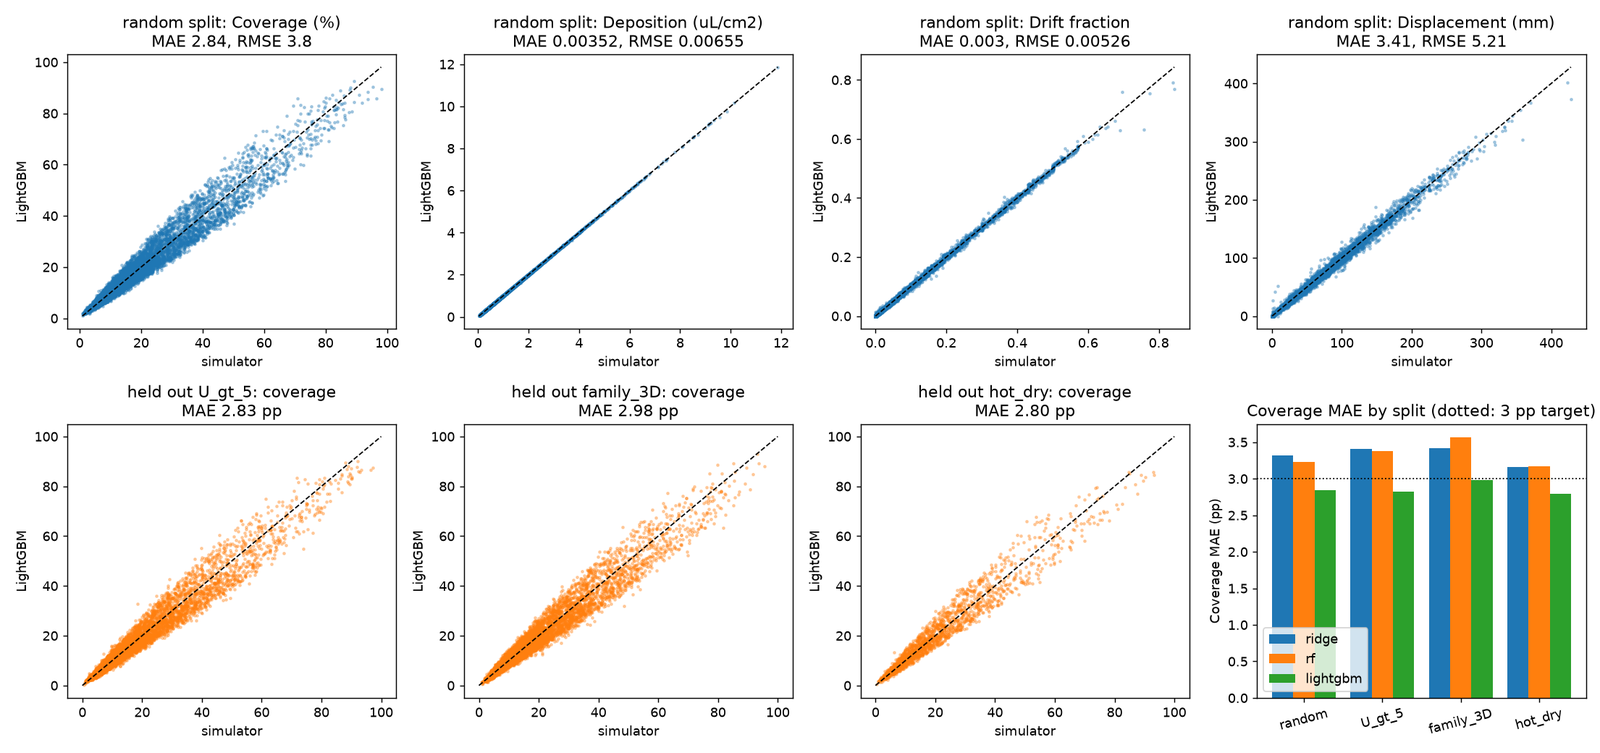 random split: Coverage (%)
MAE 2.84, RMSE 3.8
100
80
60
40
20
0
LightGBM
0
20
40
60
80
100
simulator
random split: Deposition (uL/cm2)
MAE 0.00352, RMSE 0.00655
12
10
8
6
4
2
0
LightGBM
0
2
4
6
8
10
12
simulator
random split: Drift fraction
MAE 0.003, RMSE 0.00526
0.8
0.6
0.4
0.2
0.0
LightGBM
0.0
0.2
0.4
0.6
0.8
simulator
random split: Displacement (mm)
MAE 3.41, RMSE 5.21
400
300
200
100
0
LightGBM
0
100
200
300
400
simulator
held out U_gt_5: coverage
MAE 2.83 pp
100
80
60
40
20
0
LightGBM
0
20
40
60
80
100
simulator
held out family_3D: coverage
MAE 2.98 pp
100
80
60
40
20
0
LightGBM
0
20
40
60
80
100
simulator
held out hot_dry: coverage
MAE 2.80 pp
100
80
60
40
20
0
LightGBM
0
20
40
60
80
100
simulator
Coverage MAE by split (dotted: 3 pp target)
3.5
3.0
2.5
2.0
1.5
1.0
0.5
0.0
Coverage MAE (pp)
ridge
rf
lightgbm
random
U_gt_5
family_3D
hot_dry